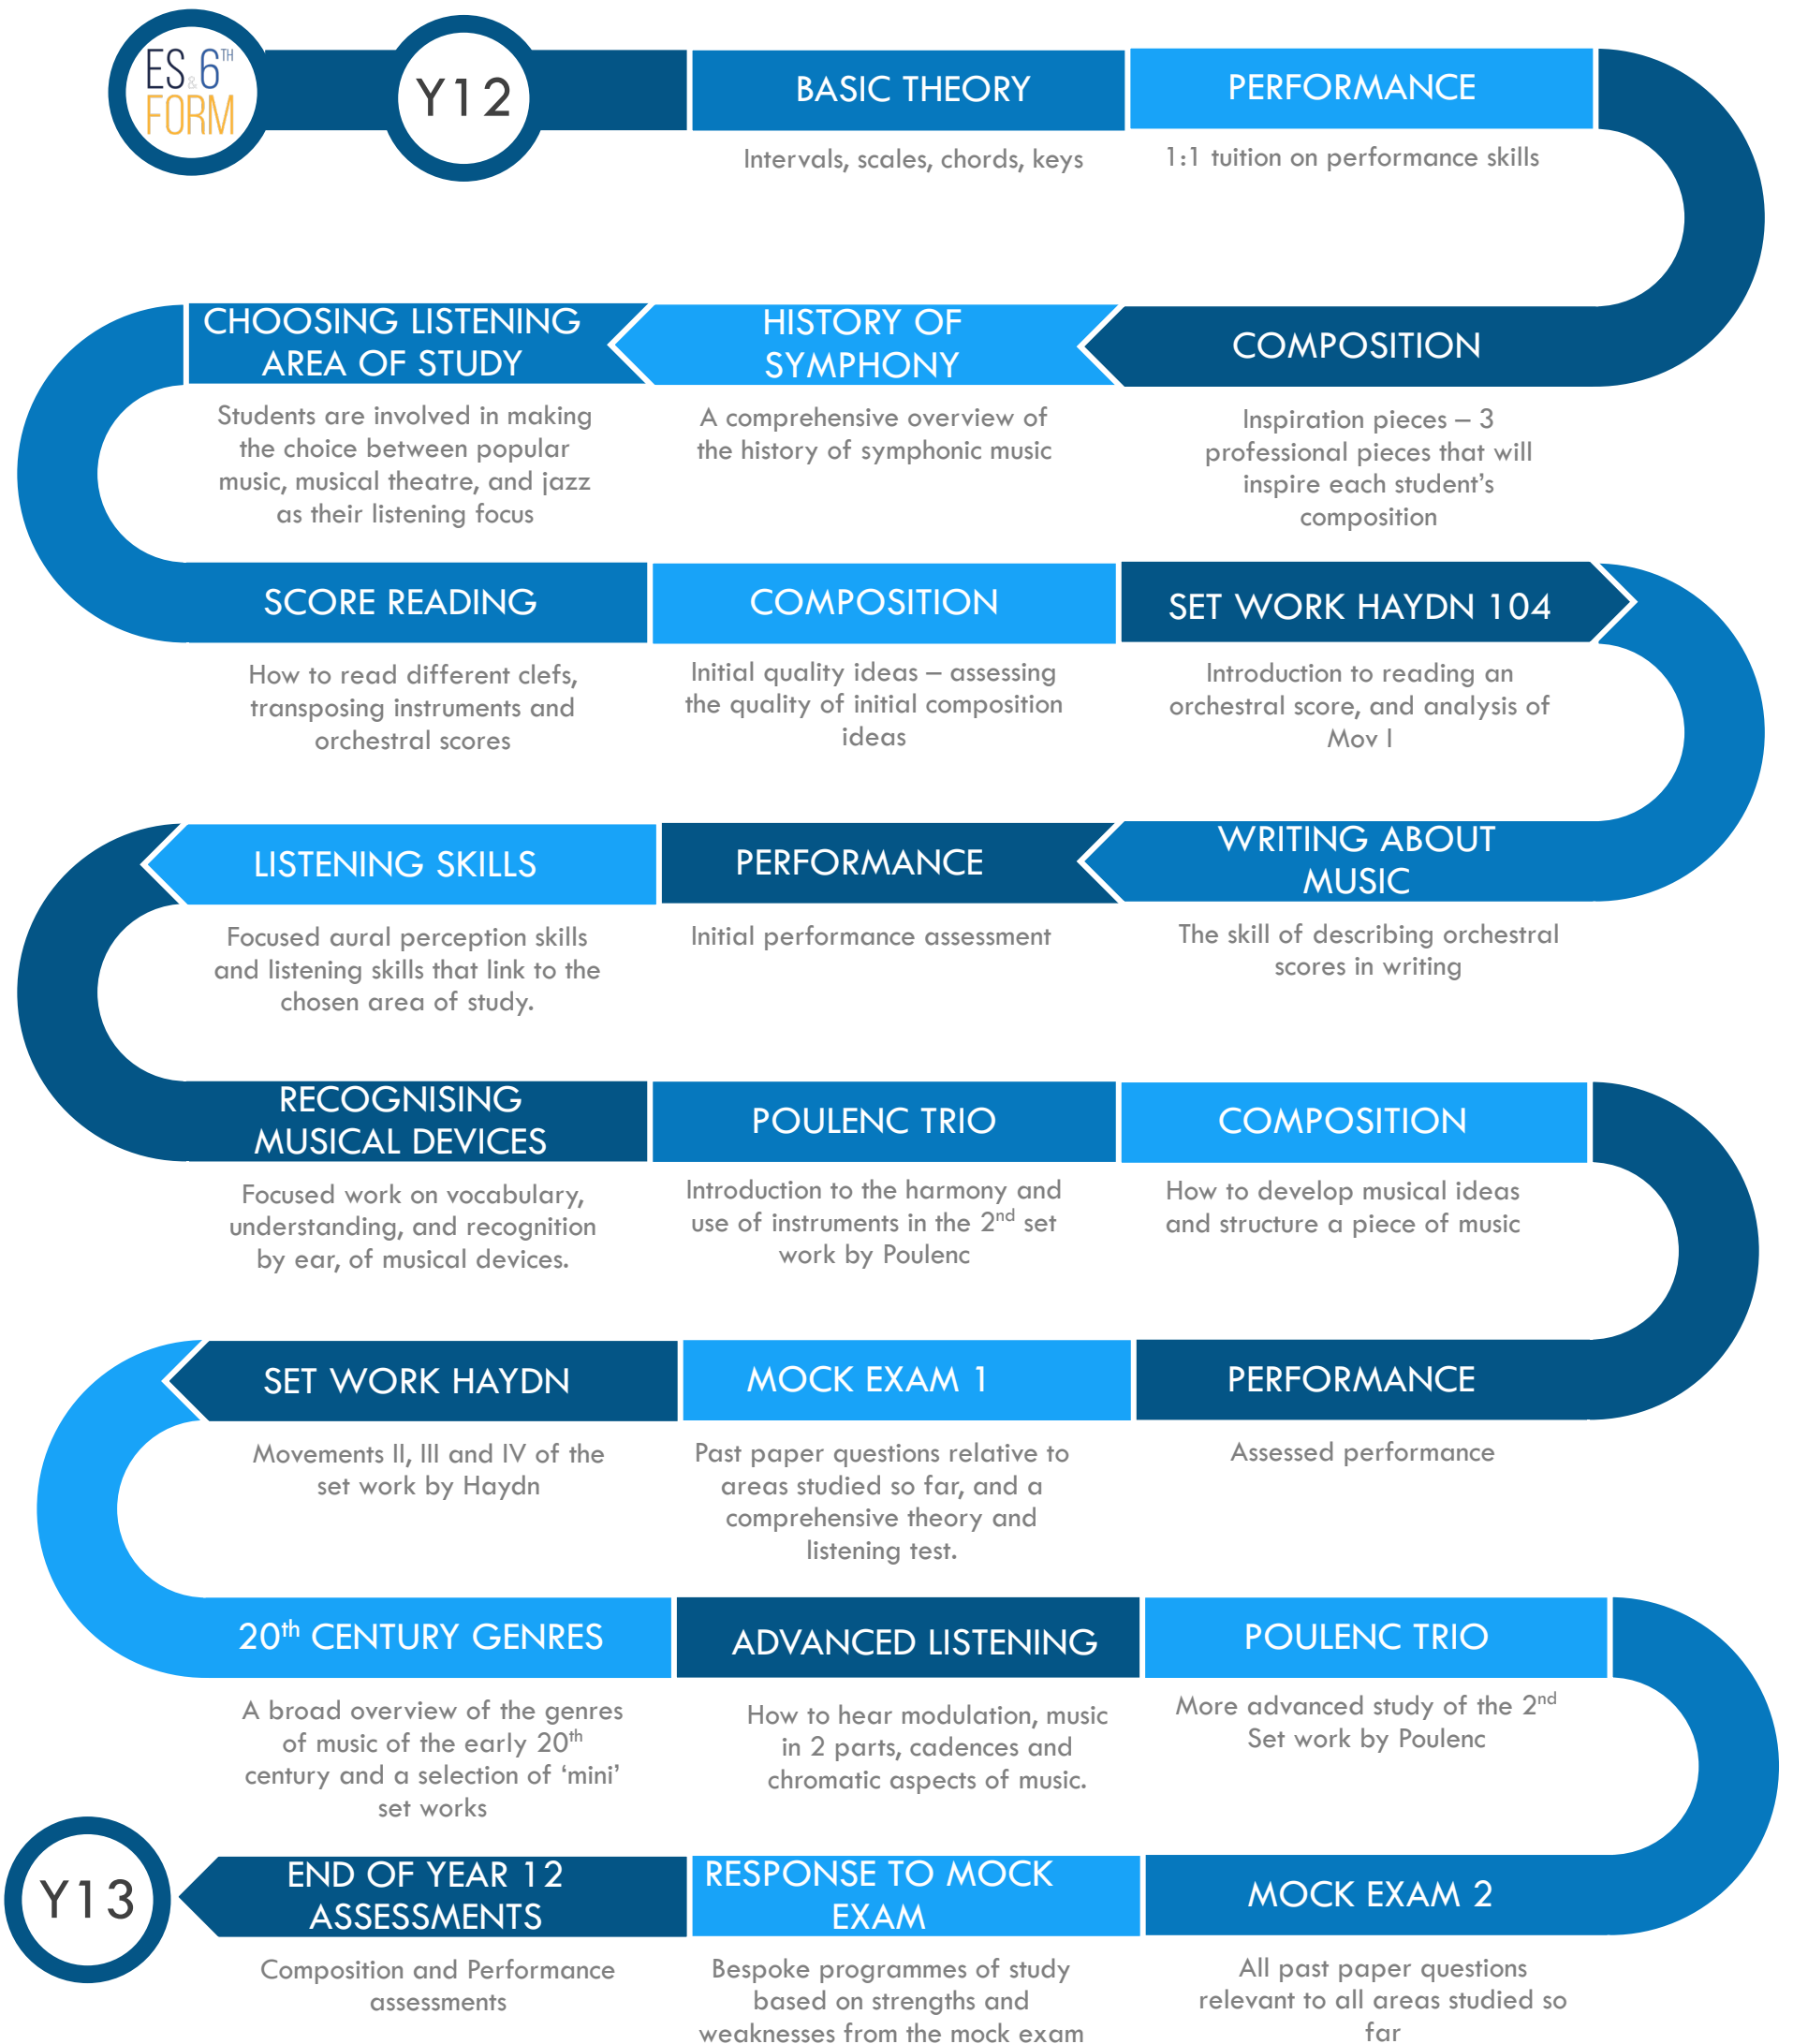 ES & 6TH
FORM
Y12
BASIC THEORY
Intervals, scales, chords, keys
PERFORMANCE
1:1 tuition on performance skills
COMPOSITION
Inspiration pieces – 3
professional pieces that will
inspire each student's
composition
HISTORY OF
SYMPHONY
A comprehensive overview of
the history of symphonic music
CHOOSING LISTENING
AREA OF STUDY
Students are involved in making
the choice between popular
music, musical theatre, and jazz
as their listening focus
SCORE READING
How to read different clefs,
transposing instruments and
orchestral scores
COMPOSITION
Initial quality ideas – assessing
the quality of initial composition
ideas
SET WORK HAYDN 104
Introduction to reading an
orchestral score, and analysis of
Mov I
WRITING ABOUT
MUSIC
The skill of describing orchestral
scores in writing
PERFORMANCE
Initial performance assessment
LISTENING SKILLS
Focused aural perception skills
and listening skills that link to the
chosen area of study.
RECOGNISING
MUSICAL DEVICES
Focused work on vocabulary,
understanding, and recognition
by ear, of musical devices.
POULENC TRIO
Introduction to the harmony and
use of instruments in the 2nd set
work by Poulenc
COMPOSITION
How to develop musical ideas
and structure a piece of music
PERFORMANCE
Assessed performance
MOCK EXAM 1
Past paper questions relative to
areas studied so far, and a
comprehensive theory and
listening test.
SET WORK HAYDN
Movements II, III and IV of the
set work by Haydn
20th CENTURY GENRES
A broad overview of the genres
of music of the early 20th
century and a selection of ‘mini’
set works
ADVANCED LISTENING
How to hear modulation, music
in 2 parts, cadences and
chromatic aspects of music.
POULENC TRIO
More advanced study of the 2nd
Set work by Poulenc
MOCK EXAM 2
All past paper questions
relevant to all areas studied so
far
RESPONSE TO MOCK
EXAM
Bespoke programmes of study
based on strengths and
weaknesses from the mock exam
END OF YEAR 12
ASSESSMENTS
Composition and Performance
assessments
Y13